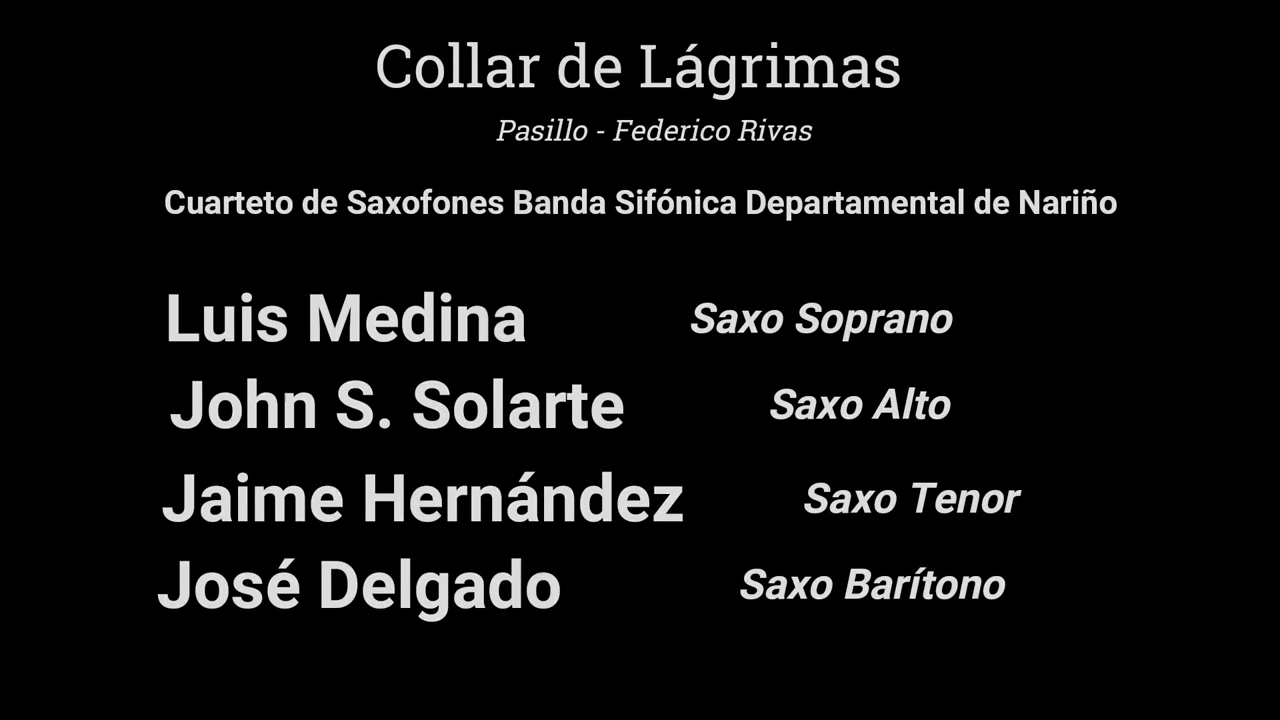 Collar de Lágrimas
Pasillo - Federico Rivas
Cuarteto de Saxofones Banda Sifónica Departamental de Nariño
Luis Medina Saxo Soprano
John S. Solarte Saxo Alto
Jaime Hernández Saxo Tenor
José Delgado Saxo Barítono